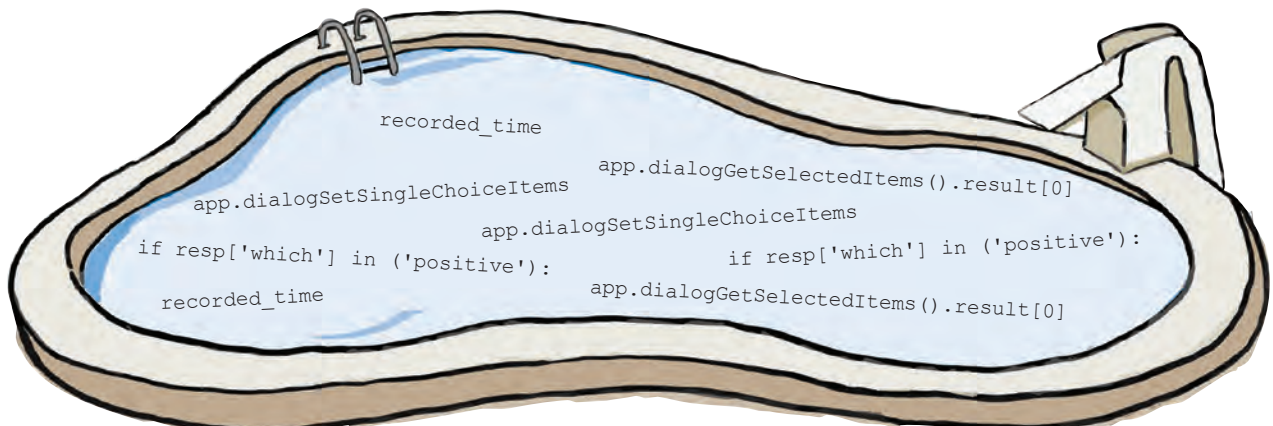 recorded_time
app.dialogGetSelectedItems().result[0]
app.dialogSetSingleChoiceItems
app.dialogSetSingleChoiceItems
if resp['which'] in ('positive'):
if resp['which'] in ('positive'):
recorded_time
app.dialogGetSelectedItems().result[0]